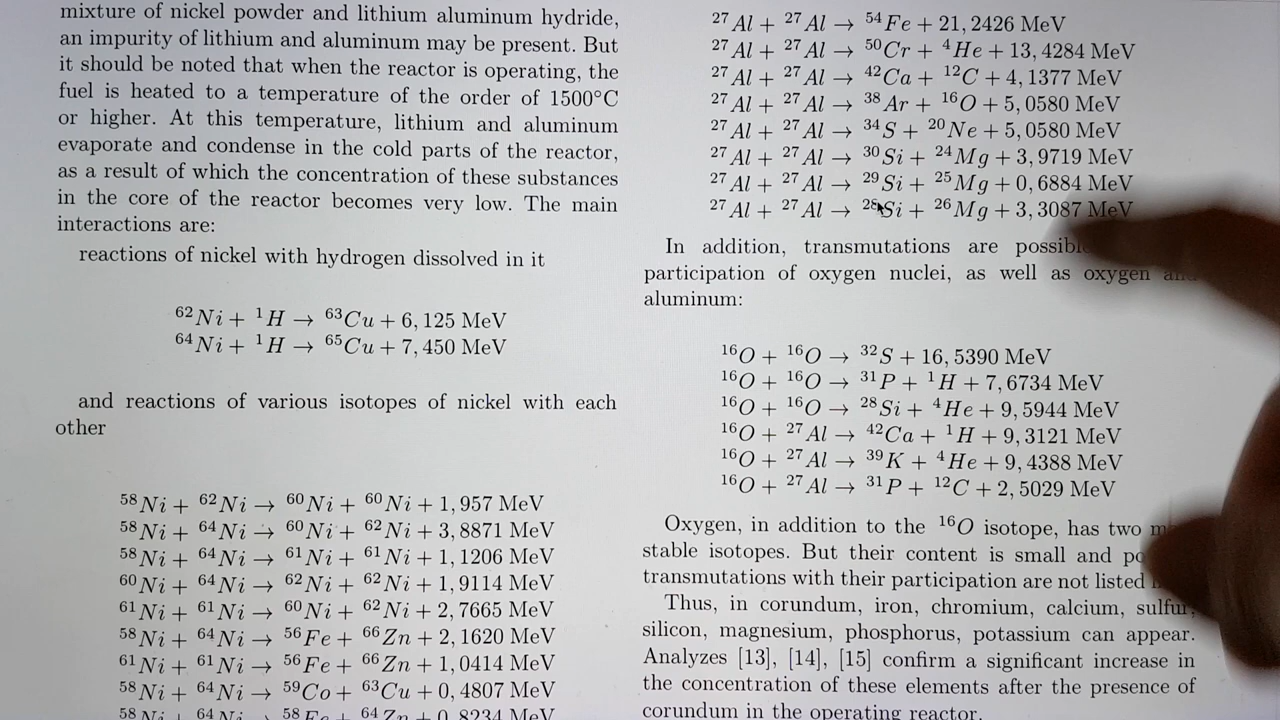 mixture of nickel powder and lithium aluminum hydride,
an impurity of lithium and aluminum may be present. But
it should be noted that when the reactor is operating, the
fuel is heated to a temperature of the order of 1500°C
or higher. At this temperature, lithium and aluminum
evaporate and condense in the cold parts of the reactor,
as a result of which the concentration of these substances
in the core of the reactor becomes very low. The main
interactions are:
reactions of nickel with hydrogen dissolved in it
⁶²Ni + ¹H → ⁶³Cu + 6, 125 MeV
⁶⁴Ni + ¹H → ⁶⁵Cu + 7, 450 MeV
and reactions of various isotopes of nickel with each
other
⁵⁸Ni + ⁶²Ni → ⁶⁰Ni + ⁶⁰Ni + 1, 957 MeV
⁵⁸Ni + ⁶⁴Ni → ⁶⁰Ni + ⁶²Ni + 3, 8871 MeV
⁵⁸Ni + ⁶⁴Ni → ⁶¹Ni + ⁶¹Ni + 1, 1206 MeV
⁶⁰Ni + ⁶⁴Ni → ⁶²Ni + ⁶²Ni + 1, 9114 MeV
⁶¹Ni + ⁶¹Ni → ⁶⁰Ni + ⁶²Ni + 2, 7665 MeV
⁵⁸Ni + ⁶⁴Ni → ⁵⁶Fe + ⁶⁶Zn + 2, 1620 MeV
⁶¹Ni + ⁶¹Ni → ⁵⁶Fe + ⁶⁶Zn + 1, 0414 MeV
⁵⁸Ni + ⁶⁴Ni → ⁵⁹Co + ⁶³Cu + 0, 4807 MeV
⁵⁸Ni + ⁶⁴Ni → ⁵⁸Fe + ⁶⁴Zn + 0, 8234 MeV
²⁷Al + ²⁷Al → ⁵⁴Fe + 21, 2426 MeV
²⁷Al + ²⁷Al → ⁵⁰Cr + ⁴He + 13, 4284 MeV
²⁷Al + ²⁷Al → ⁴²Ca + ¹²C + 4, 1377 MeV
²⁷Al + ²⁷Al → ³⁸Ar + ¹⁶O + 5, 0580 MeV
²⁷Al + ²⁷Al → ³⁴S + ²⁰Ne + 5, 0580 MeV
²⁷Al + ²⁷Al → ³⁰Si + ²⁴Mg + 3, 9719 MeV
²⁷Al + ²⁷Al → ²⁹Si + ²⁵Mg + 0, 6884 MeV
²⁷Al + ²⁷Al → ²⁸Si + ²⁶Mg + 3, 3087 MeV
In addition, transmutations are
participation of oxygen nuclei, as well as oxygen
aluminum:
¹⁶O + ¹⁶O → ³²S + 16, 5390 MeV
¹⁶O + ¹⁶O → ³¹P + ¹H + 7, 6734 MeV
¹⁶O + ¹⁶O → ²⁸Si + ⁴He + 9, 5944 MeV
¹⁶O + ²⁷Al → ⁴²Ca + ¹H + 9, 3121 MeV
¹⁶O + ²⁷Al → ³⁹K + ⁴He + 9, 4388 MeV
¹⁶O + ²⁷Al → ³¹P + ¹²C + 2, 5029 MeV
Oxygen, in addition to the ¹⁶O isotope, has two
stable isotopes. But their content is small and
transmutations with their participation are not listed
Thus, in corundum, iron, chromium, calcium, sulfur,
silicon, magnesium, phosphorus, potassium can appear.
Analyzes [13], [14], [15] confirm a significant increase in
the concentration of these elements after the presence of
corundum in the operating reactor.